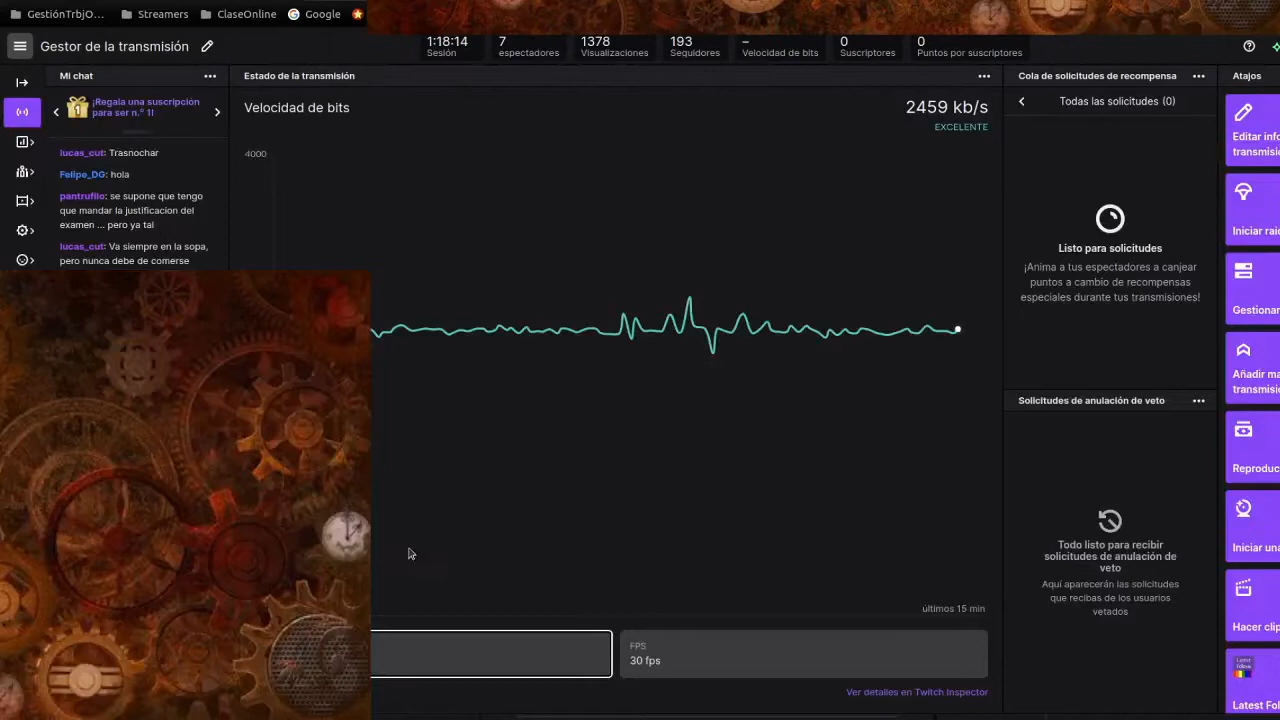 GestiónTrbjO...
Streamers
ClaseOnline
Google
Gestor de la transmisión
1:18:14
Sesión
7
espectadores
1378
Visualizaciones
193
Seguidores
–
Velocidad de bits
0
Suscriptores
0
Puntos por suscriptores
Mi chat
¡Regala una suscripción
para ser n.º 1!
lucas_cut: Trasnochar
Felipe_DG: hola
pantrufilo: se supone que tengo
que mandar la justificacion del
examen ... pero ya tal
lucas_cut: Va siempre en la sopa,
pero nunca debe de comerse
Estado de la transmisión
Velocidad de bits
2459 kb/s
EXCELENTE
4000
últimos 15 min
FPS
30 fps
Ver detalles en Twitch Inspector
Cola de solicitudes de recompensa
Todas las solicitudes (0)
Listo para solicitudes
¡Anima a tus espectadores a canjear
puntos a cambio de recompensas
especiales durante tus transmisiones!
Solicitudes de anulación de veto
Todo listo para recibir
solicitudes de anulación de
veto
Aquí aparecerán las solicitudes
que recibas de los usuarios
vetados
Atajos
Editar info
transmisió
Iniciar raid
Gestionar
Añadir ma
transmisió
Reproduc
Iniciar una
Hacer clip
Latest Fol